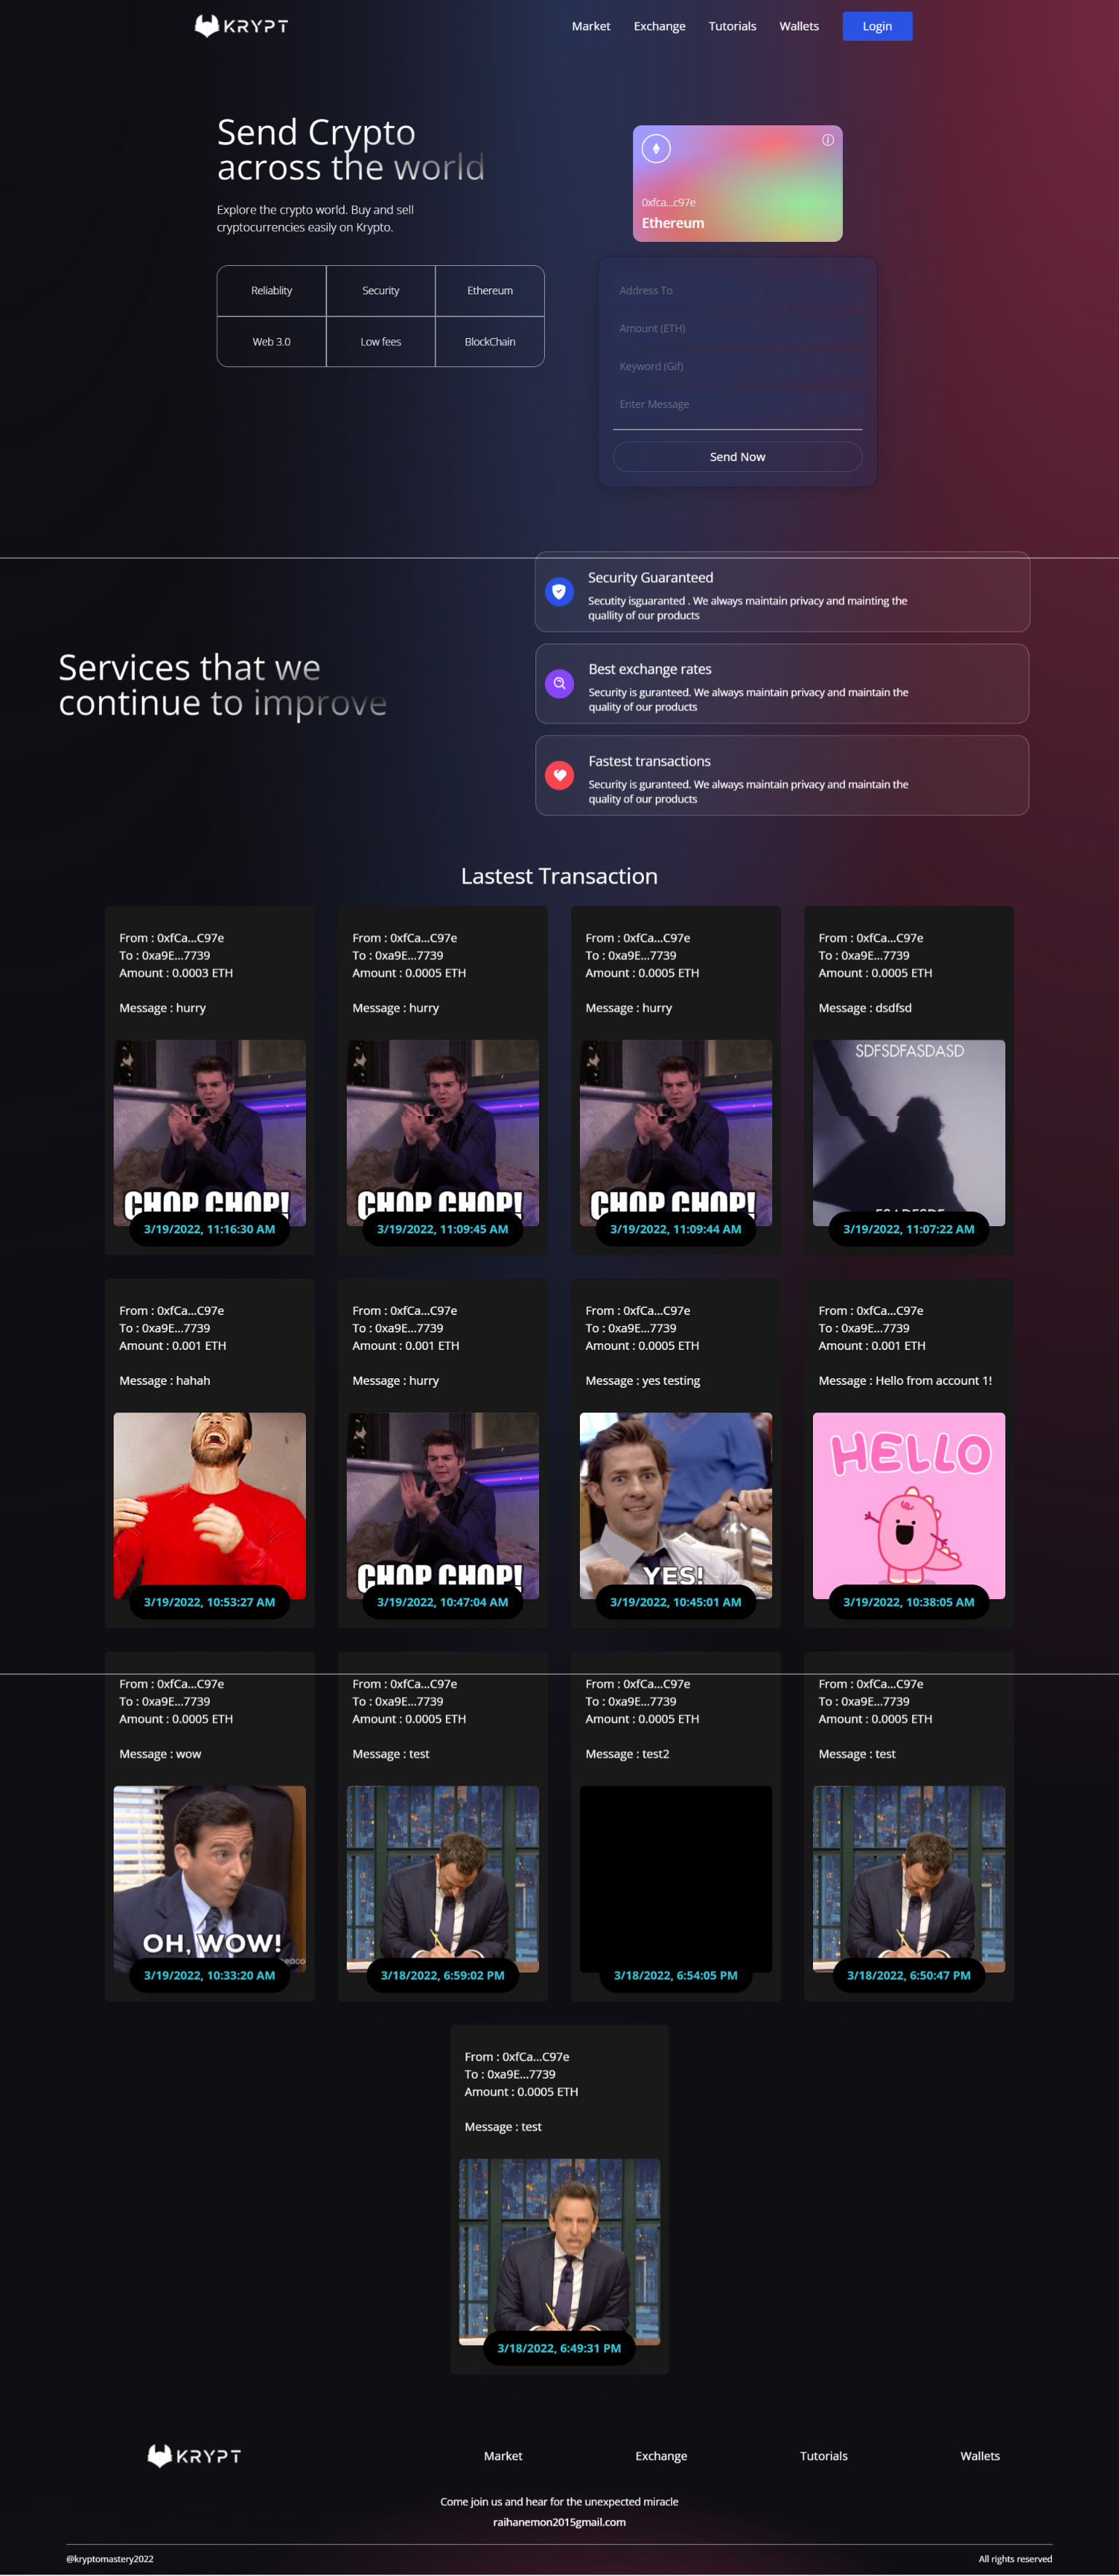 KRYPT
Market
Exchange
Tutorials
Wallets
Login
Send Crypto
across the world
Explore the crypto world. Buy and sell
cryptocurrencies easily on Krypto.
Reliablity
Security
Ethereum
Web 3.0
Low fees
BlockChain
0xfca...c97e
Ethereum
Address To
Amount (ETH)
Keyword (Gif)
Enter Message
Send Now
Services that we
continue to improve
Security Guaranteed
Secutity isguaranted . We always maintain privacy and mainting the
quallity of our products
Best exchange rates
Security is guranteed. We always maintain privacy and maintain the
quality of our products
Fastest transactions
Security is guranteed. We always maintain privacy and maintain the
quality of our products
Lastest Transaction
From : 0xfCa...C97e
To : 0xa9E...7739
Amount : 0.0003 ETH
Message : hurry
CHOP CHOP!
3/19/2022, 11:16:30 AM
From : 0xfCa...C97e
To : 0xa9E...7739
Amount : 0.0005 ETH
Message : hurry
CHOP CHOP!
3/19/2022, 11:09:45 AM
From : 0xfCa...C97e
To : 0xa9E...7739
Amount : 0.0005 ETH
Message : hurry
CHOP CHOP!
3/19/2022, 11:09:44 AM
From : 0xfCa...C97e
To : 0xa9E...7739
Amount : 0.0005 ETH
Message : dsdfsd
SDFSDFASDASD
3/19/2022, 11:07:22 AM
From : 0xfCa...C97e
To : 0xa9E...7739
Amount : 0.001 ETH
Message : hahah
3/19/2022, 10:53:27 AM
From : 0xfCa...C97e
To : 0xa9E...7739
Amount : 0.001 ETH
Message : hurry
CHOP CHOP!
3/19/2022, 10:47:04 AM
From : 0xfCa...C97e
To : 0xa9E...7739
Amount : 0.0005 ETH
Message : yes testing
YES!
3/19/2022, 10:45:01 AM
From : 0xfCa...C97e
To : 0xa9E...7739
Amount : 0.001 ETH
Message : Hello from account 1!
HELLO
3/19/2022, 10:38:05 AM
From : 0xfCa...C97e
To : 0xa9E...7739
Amount : 0.0005 ETH
Message : wow
OH, WOW!
3/19/2022, 10:33:20 AM
From : 0xfCa...C97e
To : 0xa9E...7739
Amount : 0.0005 ETH
Message : test
3/18/2022, 6:59:02 PM
From : 0xfCa...C97e
To : 0xa9E...7739
Amount : 0.0005 ETH
Message : test2
3/18/2022, 6:54:05 PM
From : 0xfCa...C97e
To : 0xa9E...7739
Amount : 0.0005 ETH
Message : test
3/18/2022, 6:50:47 PM
From : 0xfCa...C97e
To : 0xa9E...7739
Amount : 0.0005 ETH
Message : test
3/18/2022, 6:49:31 PM
KRYPT
Market
Exchange
Tutorials
Wallets
Come join us and hear for the unexpected miracle
raihanemon2015gmail.com
@kryptomastery2022
All rights reserved